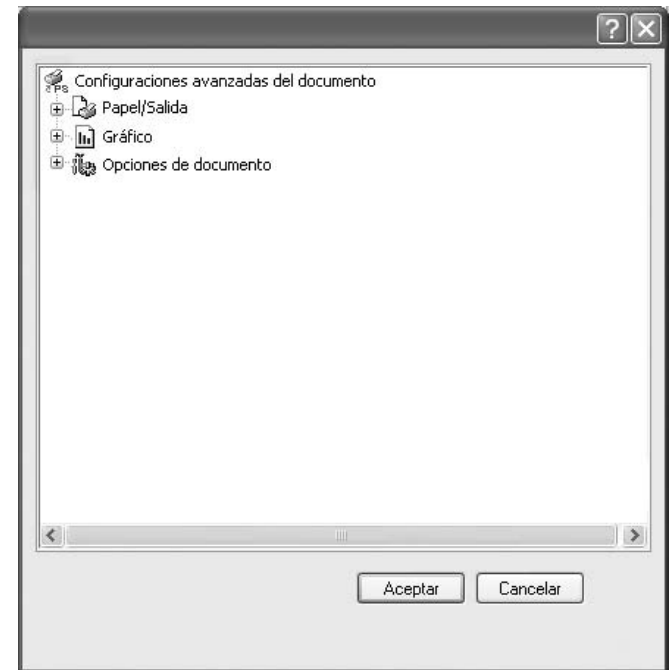 Configuraciones avanzadas del documento
Papel/Salida
Gráfico
Opciones de documento
Aceptar
Cancelar